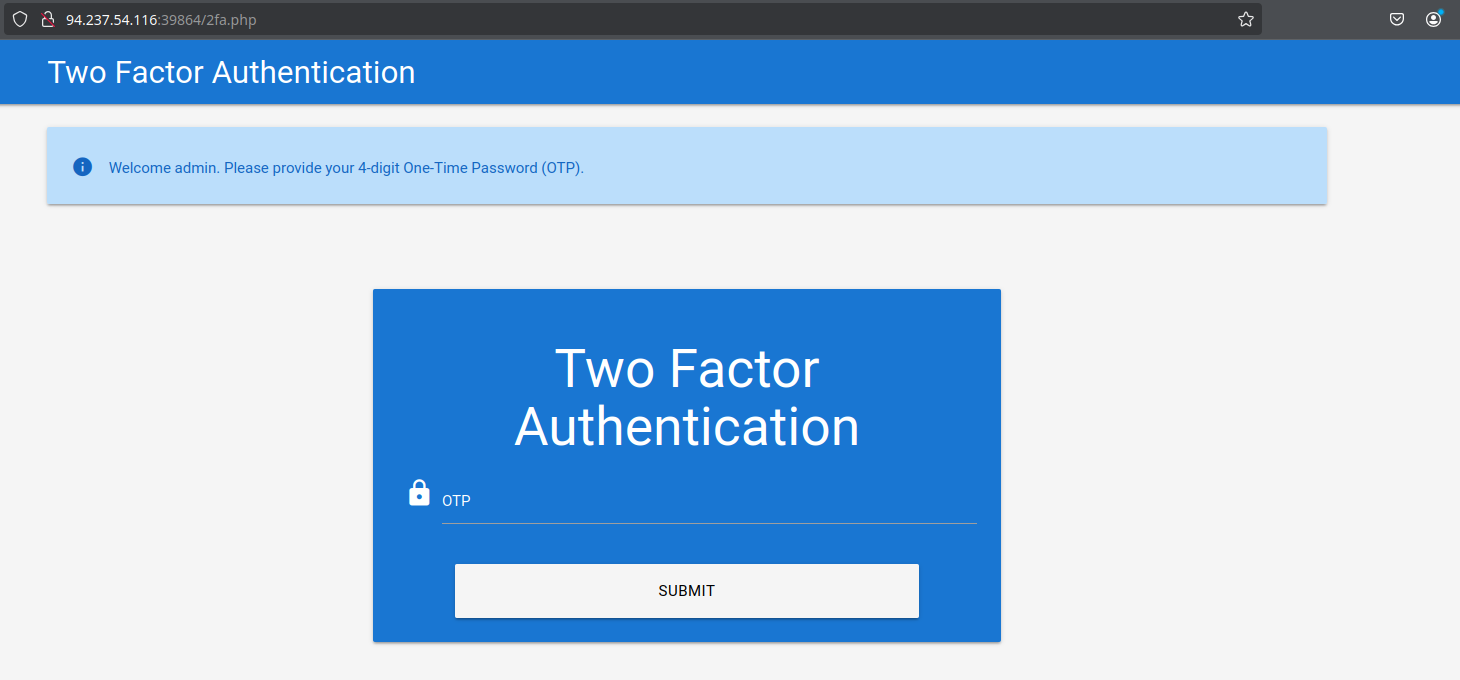 94.237.54.116:39864/2fa.php
Two Factor Authentication
Welcome admin. Please provide your 4-digit One-Time Password (OTP).
Two Factor
Authentication
OTP
SUBMIT